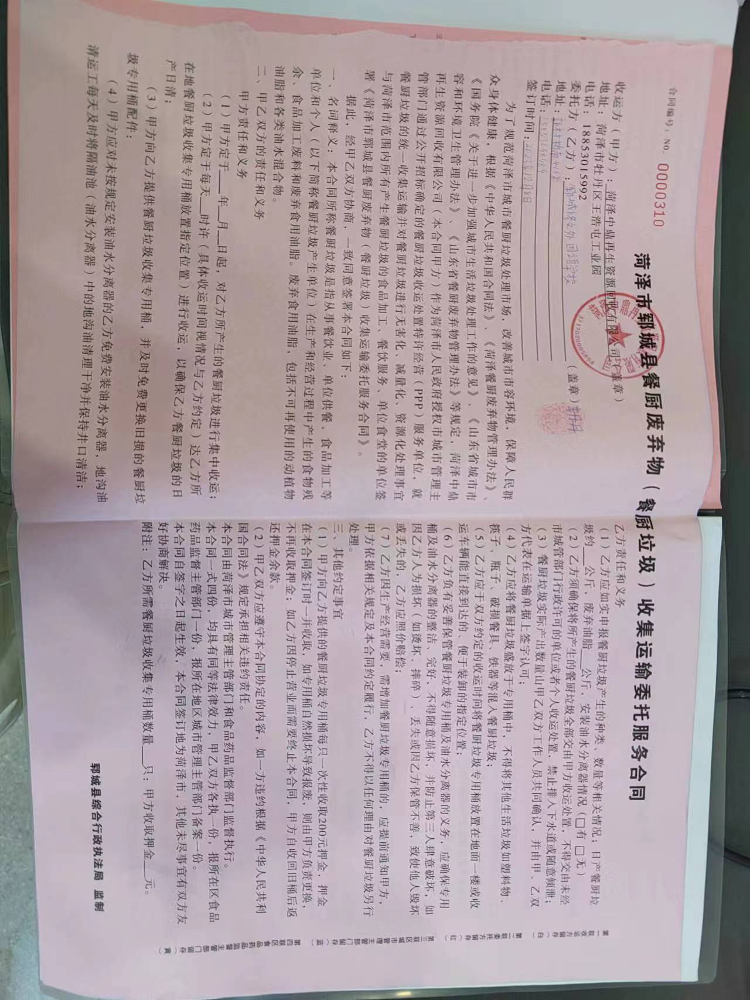 菏泽市郓城县餐厨废弃物（餐厨垃圾）收集运输委托服务合同
合同编号：No. 0000310
收运方（甲方）：菏泽中鼎再生资源回收有限公司（盖章）
地址：菏泽市牡丹区王浩屯工业园
电话：18853015992
委托方（乙方）：郓城修文外国语学校（盖章）
地址：
电话：
签订时间：2023年12月8日
为了规范菏泽市城市餐厨垃圾处理市场，改善城市市容环境，保障人民群
众身体健康，根据《中华人民共和国合同法》、《菏泽餐厨废弃物管理办法》、
《国务院《关于进一步加强城市生活垃圾处理工作的意见》、《山东省城市市
容和环境卫生管理办法》、《山东省餐厨废弃物管理办法》等规定，菏泽中鼎
再生资源回收有限公司（本合同甲方）作为菏泽市人民政府授权市城市管理主
管部门通过公开招标确定的餐厨垃圾收运处置特许经营（PPP）服务单位，就
餐厨垃圾的统一收集运输并对餐厨垃圾进行无害化、减量化、资源化处理事宜
与菏泽市范围内所有产生餐厨垃圾的食品加工、餐饮服务、单位食堂的单位签
署《菏泽市郓城县餐厨废弃物（餐厨垃圾）收集运输委托服务合同》。
据此，经甲乙双方协商，一致同意签署本合同如下：
一、名词释义：本合同所称餐厨垃圾是指从事餐饮业、单位供餐、食品加工等
单位和个人（以下简称餐厨垃圾产生单位）在生产和经营过程中产生的食物残
余、食品加工废料和废弃食用油脂。废弃食用油脂，包括不可再使用的动植物
油脂和各类油水混合物。
二、甲乙双方的责任和义务
甲方责任和义务
（1）甲方定于___年__月__日起，对乙方所产生的餐厨垃圾进行集中收运；
（2）甲方定于每天__时许（具体收运时间视情况与乙方约定）达乙方所
在地餐厨垃圾收集专用桶放置指定位置）进行收运，以确保乙方餐厨垃圾的日
产日清；
（3）甲方向乙方提供餐厨垃圾收集专用桶，并及时免费更换旧损的餐厨垃
圾专用桶配件；
（4）甲方应对未按规定安装油水分离器的乙方免费安装油水分离器，地沟油
清运工每天及时将隔油池（油水分离器）中的地沟油清理干净并保持井口清洁；
乙方责任和义务
（1）乙方应如实申报餐厨垃圾产生的种类、数量等相关情况；日产餐厨垃
圾约___公斤，废弃油脂___公斤，安装油水分离器情况（□有 □无）
（2）乙方须确保将所产生的餐厨垃圾全部交由甲方收运处置，不得交由未经
市城管部门行政许可的单位或者个人收运处置，禁止排入下水道或随意倾泄；
（3）餐厨垃圾实际产出数量由甲乙双方工作人员共同确认，并由甲、乙双
方代表在运输单据上签字认可；
（4）乙方应将餐厨垃圾盛放于专用桶中，不得将其他生活垃圾如塑料物、
筷子、瓶子、破损餐具、铁器等混入餐厨垃圾；
（5）乙方应于双方约定的收运时间将餐厨垃圾专用桶放置在地面一楼或收
运车辆能直接到达的，便于装卸的指定位置；
（6）乙方负有妥善保管餐厨垃圾专用桶及油水分离器的义务，应确保专用
桶及油水分离器的整洁、完好，不得随意损坏，并防止第三人肆意破坏，如
因乙方人为损坏（如烫坏、摔碎）、丢失或因乙方保管不善，致使他人毁坏
或丢失的，乙方应照价赔偿；
（7）乙方因生产经营需要，需增加餐厨垃圾专用桶的，应提前通知甲方，
甲方依据相关规定及本合同约定履行，乙方不得以任何理由对餐厨垃圾另行
处理。
三、其他约定事宜
（1）甲方向乙方提供的餐厨垃圾专用桶每只一次性收取200元押金，押金
在本合同签订时一并收取，如专用桶自然损坏导致报废，则由甲方负责更换，
不再收取押金；如乙方因停止营业而需要终止本合同，甲方自收回旧桶后返
还押金余款。
（2）甲乙双方应遵守本合同协定的内容，如一方违约根据《中华人民共利
国合同法》规定承担相关违约责任。
本合同由菏泽市城市管理主管部门和食品药品监督部门监督执行。
本合同一式四份，均具有同等法律效力，甲乙双方各执一份，报所在区食品
药品监督主管部门一份，报所在地区城市管理主管部门备案一份。
本合同自签字之日起生效，本合同签订地为菏泽市，其他未尽事宜有双方友
好协商解决。
附注：乙方所需餐厨垃圾收集专用桶数量___只；甲方收取押金___元。
郓城县综合行政执法局 监制
第一联收运方留存（白）
第二联委托方留存（红）
第三联区城市管理主管部门留存（蓝）
第四联区食品药品监督主管部门留存（黄）